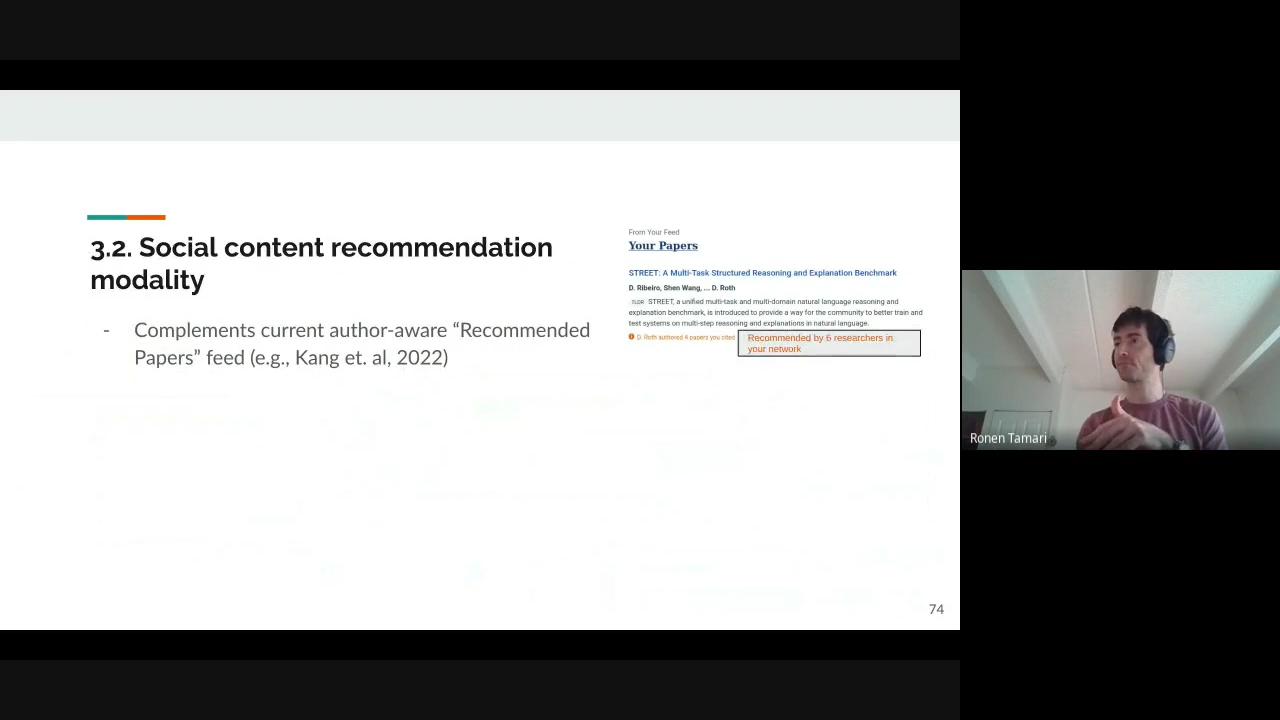 3.2. Social content recommendation
modality
- Complements current author-aware “Recommended
Papers” feed (e.g., Kang et. al, 2022)
From Your Feed
Your Papers
STREET: A Multi-Task Structured Reasoning and Explanation Benchmark
D. Ribeiro, Shen Wang, ... D. Roth
TLDR STREET, a unified multi-task and multi-domain natural language reasoning and
explanation benchmark, is introduced to provide a way for the community to better train and
test systems on multi-step reasoning and explanations in natural language.
D. Roth authored 4 papers you cited
Recommended by 6 researchers in
your network
74
Ronen Tamari